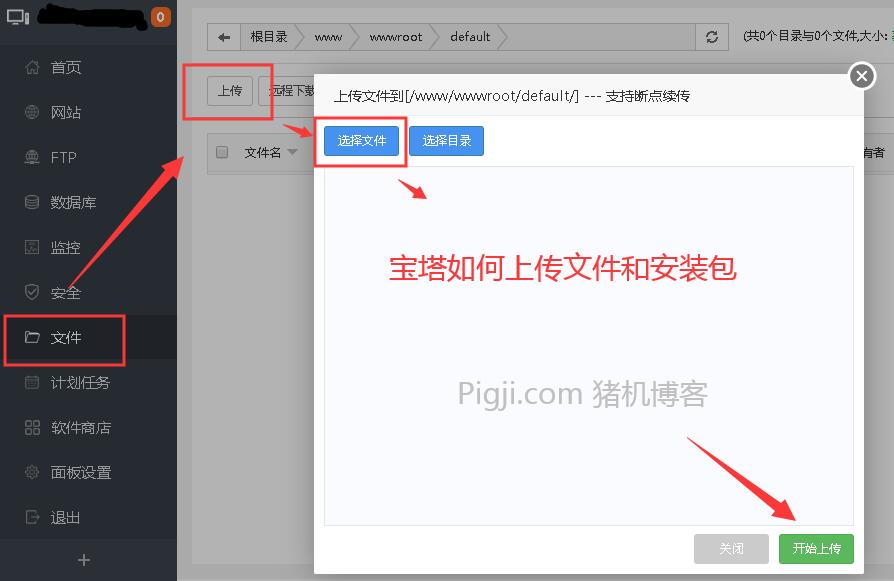 0
首页
网站
FTP
数据库
监控
安全
文件
计划任务
软件商店
面板设置
退出
+
根目录 www wwwroot default
(共0个目录与0个文件,大小:
上传 远程下载
文件名
有者
上传文件到[/www/wwwroot/default/] --- 支持断点续传
选择文件 选择目录
宝塔如何上传文件和安装包
Pigji.com 猪机博客
关闭 开始上传